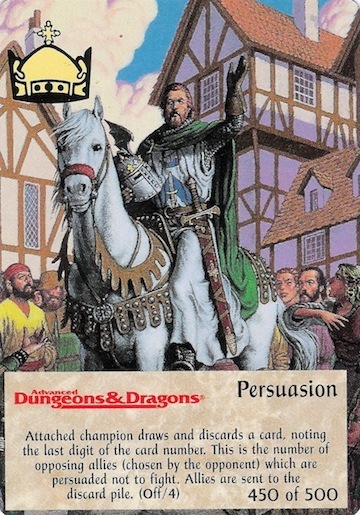 Advanced
Dungeons & Dragons®
Persuasion
Attached champion draws and discards a card, noting
the last digit of the card number. This is the number of
opposing allies (chosen by the opponent) which are
persuaded not to fight. Allies are sent to the
discard pile. (Off/4)
450 of 500